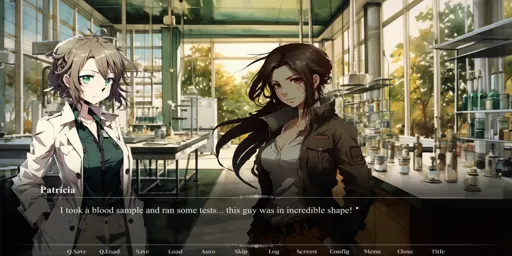 Patrícia
I took a blood sample and ran some tests... this guy was in incredible shape!
Q.Save Q.Load Save Load Auto Skip Log Screen Config Menu Close Title